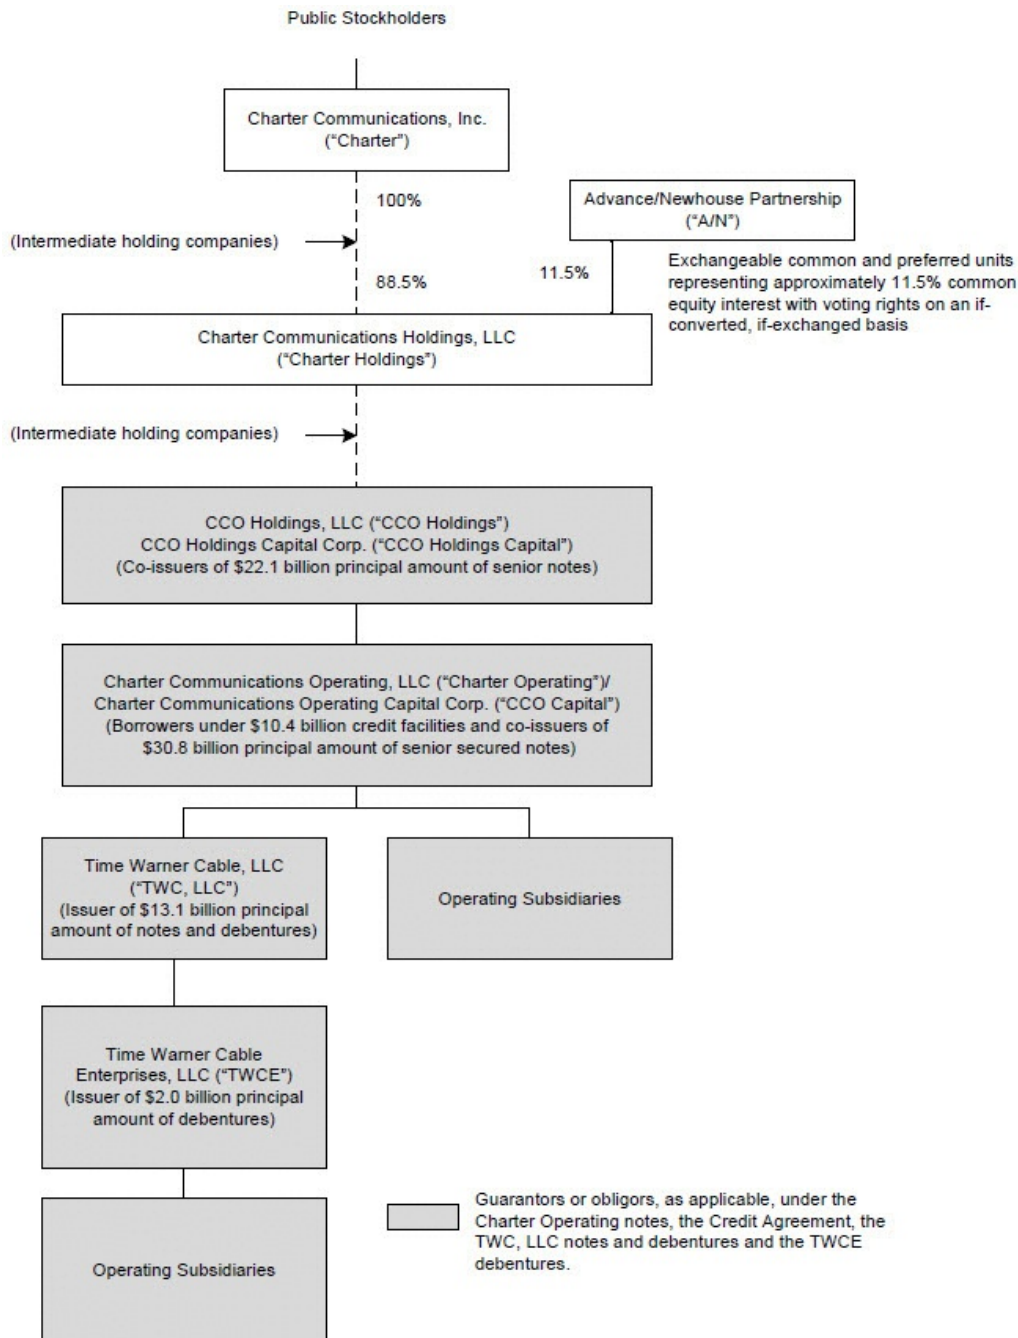 Public Stockholders
Charter Communications, Inc.
(“Charter”)
100%
Advance/Newhouse Partnership
(“A/N”)
(Intermediate holding companies)
88.5%
11.5%
Exchangeable common and preferred units
representing approximately 11.5% common
equity interest with voting rights on an if-
converted, if-exchanged basis
Charter Communications Holdings, LLC
(“Charter Holdings”)
(Intermediate holding companies)
CCO Holdings, LLC (“CCO Holdings”)
CCO Holdings Capital Corp. (“CCO Holdings Capital”)
(Co-issuers of $22.1 billion principal amount of senior notes)
Charter Communications Operating, LLC (“Charter Operating”)/
Charter Communications Operating Capital Corp. (“CCO Capital”)
(Borrowers under $10.4 billion credit facilities and co-issuers of
$30.8 billion principal amount of senior secured notes)
Time Warner Cable, LLC
(“TWC, LLC”)
(Issuer of $13.1 billion principal
amount of notes and debentures)
Operating Subsidiaries
Time Warner Cable
Enterprises, LLC (“TWCE”)
(Issuer of $2.0 billion principal
amount of debentures)
Operating Subsidiaries
Guarantors or obligors, as applicable, under the
Charter Operating notes, the Credit Agreement, the
TWC, LLC notes and debentures and the TWCE
debentures.